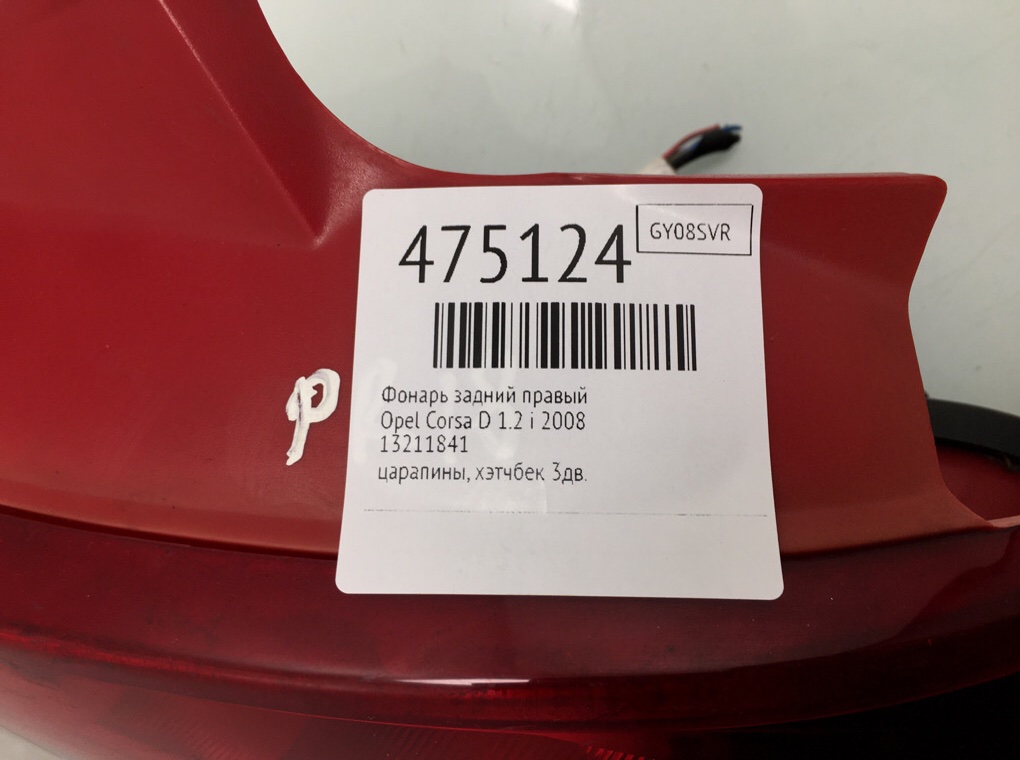 475124
GY08SVR
Фонарь задний правый
Opel Corsa D 1.2 i 2008
13211841
царапины, хэтчбек 3дв.
P